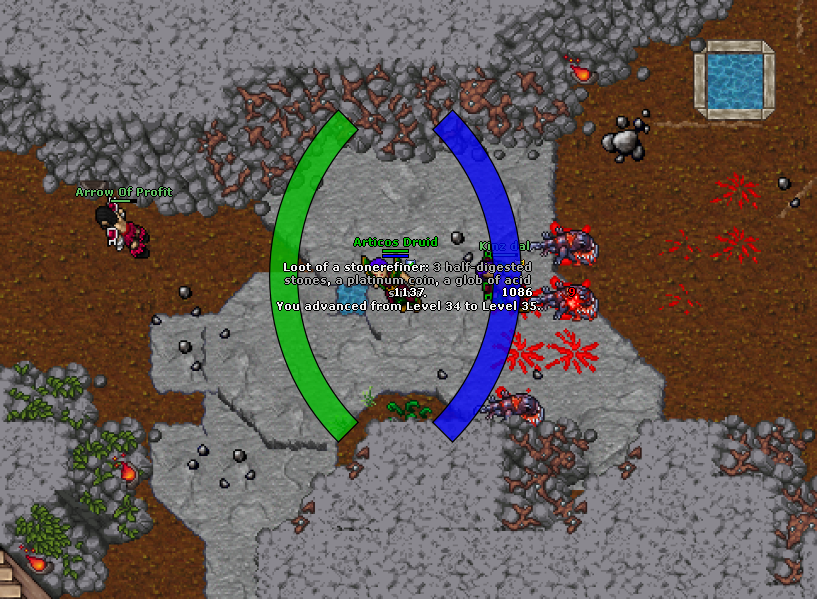 Arrow Of Profit
Articos Druid
Loot of a stonerefiner: 3 half-digested
stones, a platinum coin, a glob of acid
1137
1086
You advanced from Level 34 to Level 35.